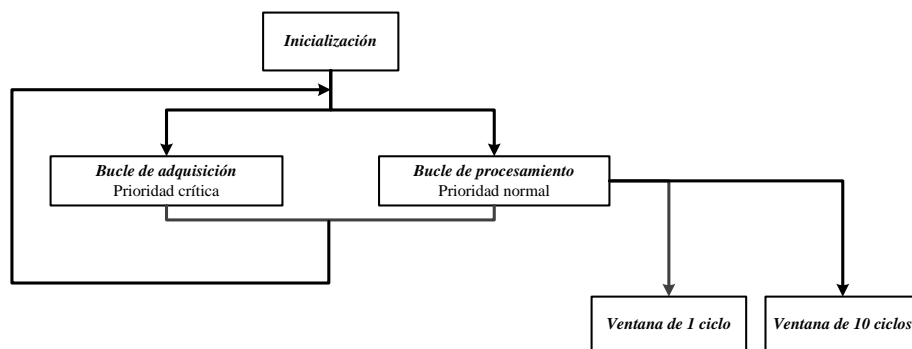 Inicialización
Bucle de adquisición
Prioridad crítica
Bucle de procesamiento
Prioridad normal
Ventana de 1 ciclo
Ventana de 10 ciclos